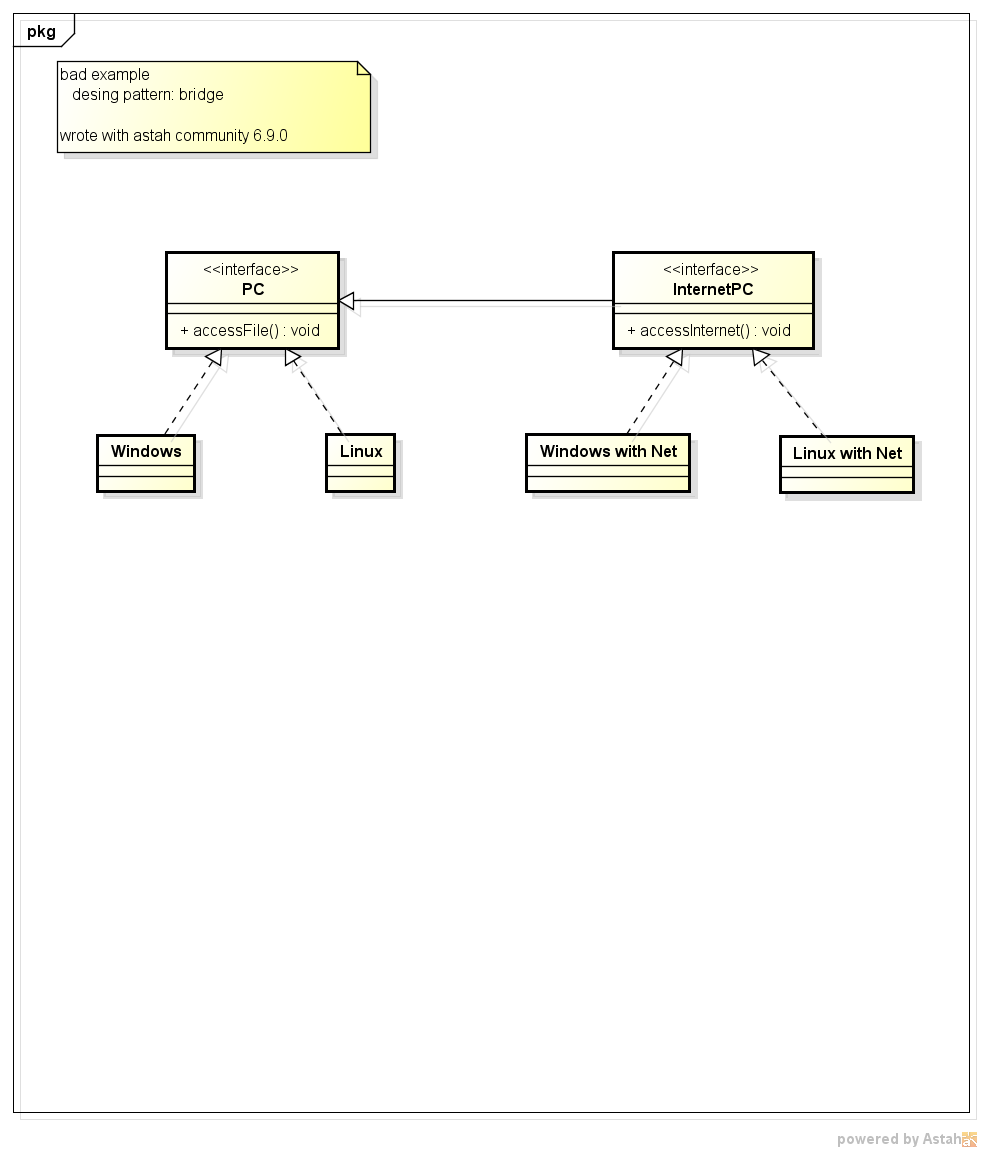 pkg
bad example
desing pattern: bridge
wrote with astah community 6.9.0
<<interface>>
PC
+ accessFile() : void
<<interface>>
InternetPC
+ accessInternet() : void
Windows
Linux
Windows with Net
Linux with Net
powered by Astah